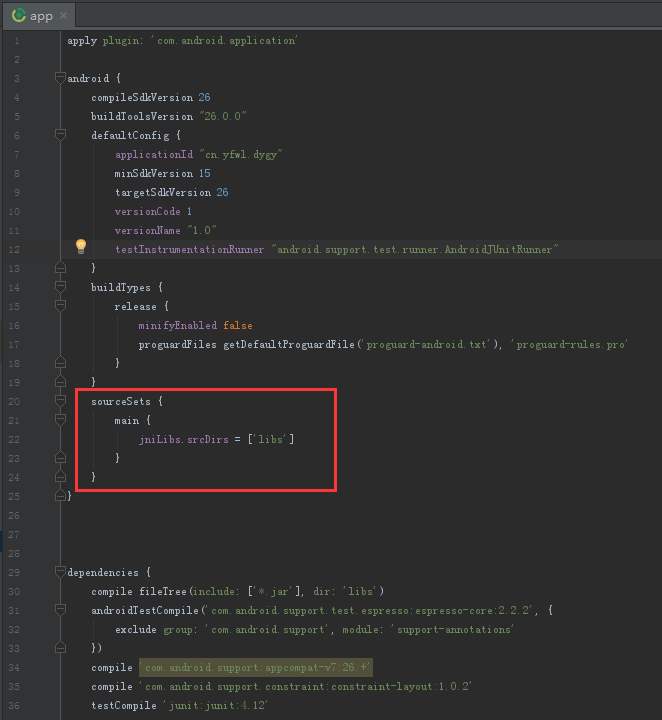 app
1 apply plugin: 'com.android.application'
2
3 android {
4 compileSdkVersion 26
5 buildToolsVersion "26.0.0"
6 defaultConfig {
7 applicationId "cn.yfwl.dygy"
8 minSdkVersion 15
9 targetSdkVersion 26
10 versionCode 1
11 versionName "1.0"
12 testInstrumentationRunner "android.support.test.runner.AndroidJUnitRunner"
13 }
14 buildTypes {
15 release {
16 minifyEnabled false
17 proguardFiles getDefaultProguardFile('proguard-android.txt'), 'proguard-rules.pro'
18 }
19 }
20 sourceSets {
21 main {
22 jniLibs.srcDirs = ['libs']
23 }
24 }
25 }
26
27
28
29 dependencies {
30 compile fileTree(include: ['*.jar'], dir: 'libs')
31 androidTestCompile('com.android.support.test.espresso:espresso-core:2.2.2', {
32 exclude group: 'com.android.support', module: 'support-annotations'
33 })
34 compile 'com.android.support:appcompat-v7:26.+'
35 compile 'com.android.support.constraint:constraint-layout:1.0.2'
36 testCompile 'junit:junit:4.12'